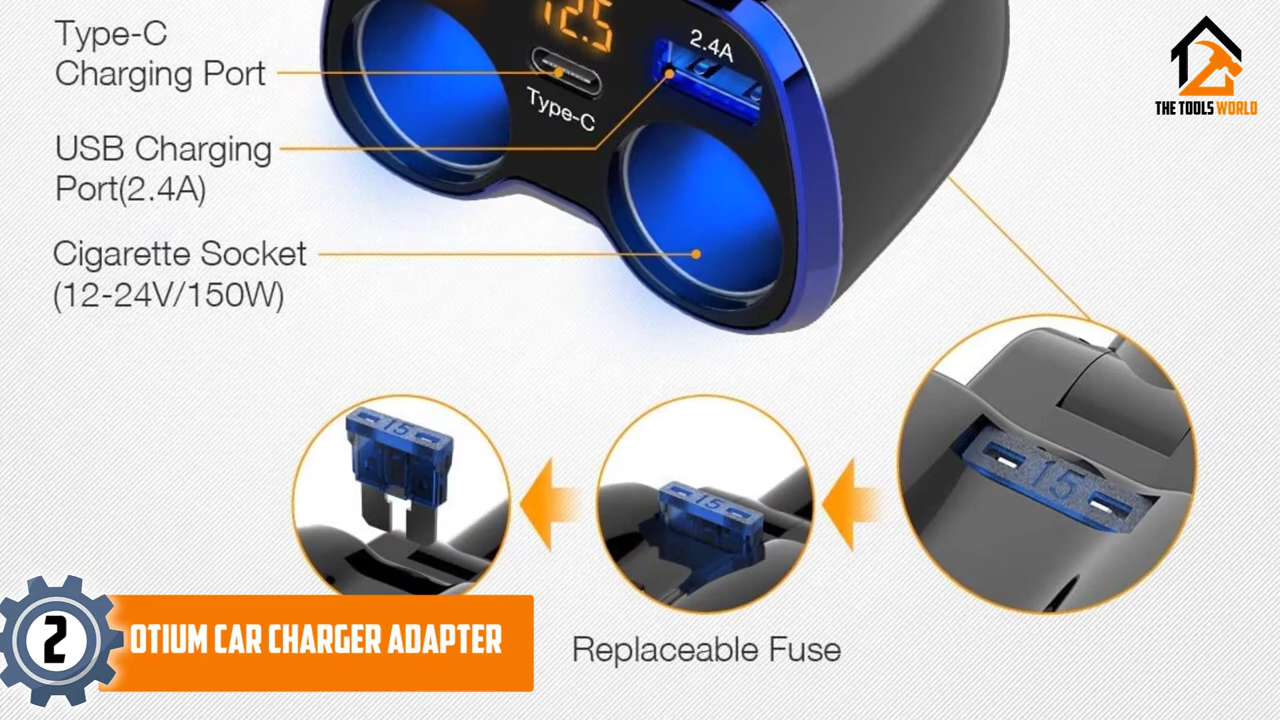 Type-C
Charging Port
12.5
2.4A
Type-C
USB Charging
Port(2.4A)
Cigarette Socket
(12-24V/150W)
THE TOOLS WORLD
15
15
15
2
OTIUM CAR CHARGER ADAPTER
Replaceable Fuse